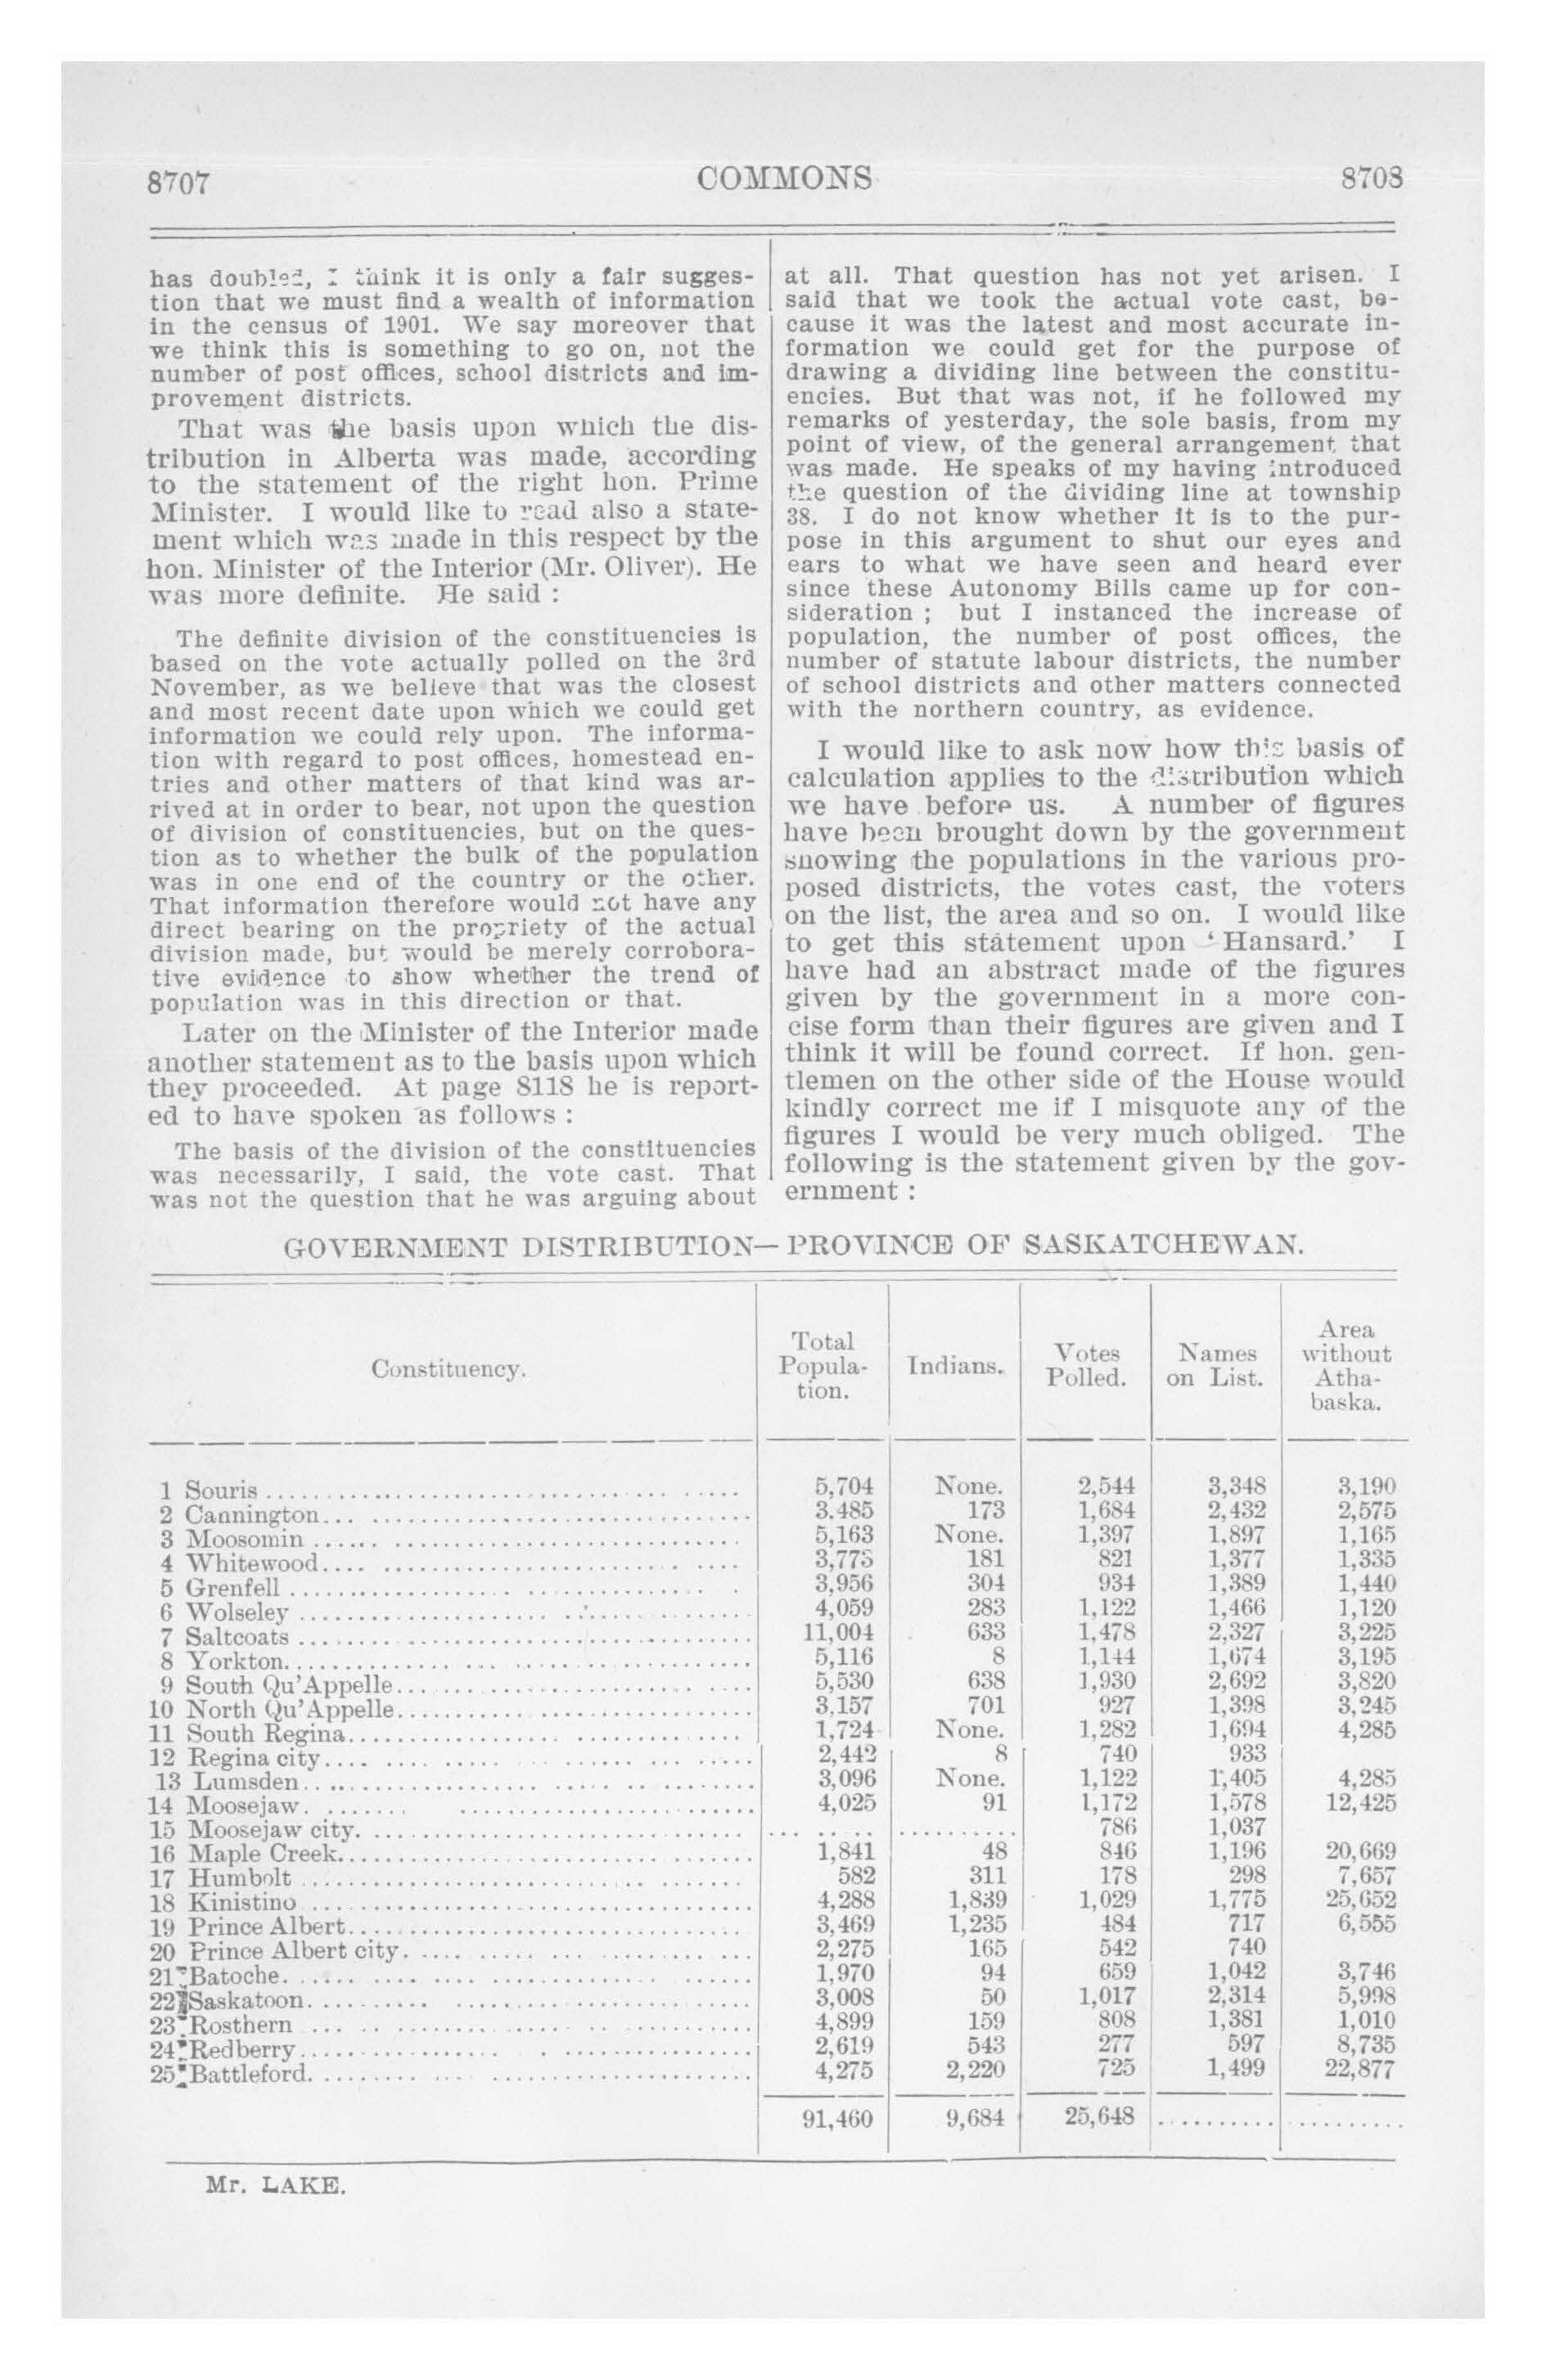 8707
COMMONS
8708
has doubled, I think it is only a fair sugges-
tion that we must find a wealth of information
in the census of 1901. We say moreover that
we think this is something to go on, not the
number of post offices, school districts and im-
provement districts.
That was the basis upon which the dis-
tribution in Alberta was made, according
to the statement of the right hon. Prime
Minister. I would like to read also a state-
ment which was made in this respect by the
hon. Minister of the Interior (Mr. Oliver). He
was more definite. He said :
The definite division of the constituencies is
based on the vote actually polled on the 3rd
November, as we believe that was the closest
and most recent date upon which we could get
information we could rely upon. The informa-
tion with regard to post offices, homestead en-
tries and other matters of that kind was ar-
rived at in order to bear, not upon the question
of division of constituencies, but on the ques-
tion as to whether the bulk of the population
was in one end of the country or the other.
That information therefore would not have any
direct bearing on the propriety of the actual
division made, but would be merely corrobora-
tive evidence to show whether the trend of
population was in this direction or that.
Later on the Minister of the Interior made
another statement as to the basis upon which
they proceeded. At page 8118 he is report-
ed to have spoken as follows :
The basis of the division of the constituencies
was necessarily, I said, the vote cast. That
was not the question that he was arguing about
at all. That question has not yet arisen. I
said that we took the actual vote cast, be-
cause it was the latest and most accurate in-
formation we could get for the purpose of
drawing a dividing line between the constitu-
encies. But that was not, if he followed my
remarks of yesterday, the sole basis, from my
point of view, of the general arrangement that
was made. He speaks of my having introduced
the question of the dividing line at township
38. I do not know whether it is to the pur-
pose in this argument to shut our eyes and
ears to what we have seen and heard ever
since these Autonomy Bills came up for con-
sideration ; but I instanced the increase of
population, the number of post offices, the
number of statute labour districts, the number
of school districts and other matters connected
with the northern country, as evidence.
I would like to ask now how this basis of
calculation applies to the distribution which
we have before us. A number of figures
have been brought down by the government
showing the populations in the various pro-
posed districts, the votes cast, the voters
on the list, the area and so on. I would like
to get this statement upon ‘ Hansard.’ I
have had an abstract made of the figures
given by the government in a more con-
cise form than their figures are given and I
think it will be found correct. If hon. gen-
tlemen on the other side of the House would
kindly correct me if I misquote any of the
figures I would be very much obliged. The
following is the statement given by the gov-
ernment :
GOVERNMENT DISTRIBUTION— PROVINCE OF SASKATCHEWAN.
Constituency. Total Popula- tion. Indians. Votes Polled. Names on List. Area without Atha- baska.
1 Souris 5,704 None. 2,544 3,348 3,190
2 Cannington 3.485 173 1,684 2,432 2,575
3 Moosomin 5,163 None. 1,397 1,897 1,165
4 Whitewood 181 821 1,377 1,335
5 Grenfell 3,956 304 934 1,389 1,440
6 Wolseley 4,059 283 1,122 1,466 1,120
7 Saltcoats 11,004 633 1,478 2,327 3,225
8 Yorkton 5,116 8 1,144 1,674 3,195
9 South Qu'Appelle 5,530 638 1,930 2,692 3,820
10 North Qu'Appelle 3,157 701 927 1,398 3,245
11 South Regina 1,724 None. 1,282 1,694 4,285
12 Regina city 2,442 8 740 933
13 Lumsden 3,096 None. 1,122 1,405 4,285
14 Moosejaw 4,025 91 1,172 1,578 12,425
15 Moosejaw city 786 1,037
16 Maple Creek 1,841 48 846 1,196 20,669
17 Humbolt 582 311 178 298 7,657
18 Kinistino 4,288 1,839 1,029 1,775 25,652
19 Prince Albert 3,469 1,235 484 717 6,555
20 Prince Albert city 2,275 165 542 740
21 Batoche 1,970 94 659 1,042 3,746
22 Saskatoon 3,008 50 1,017 2,314 5,998
23 Rosthern 4,899 159 808 1,381 1,010
24 Redberry 2,619 543 277 597 8,735
25 Battleford 4,275 2,220 725 1,499 22,877
91,460 9,684 25,648
Mr. LAKE.